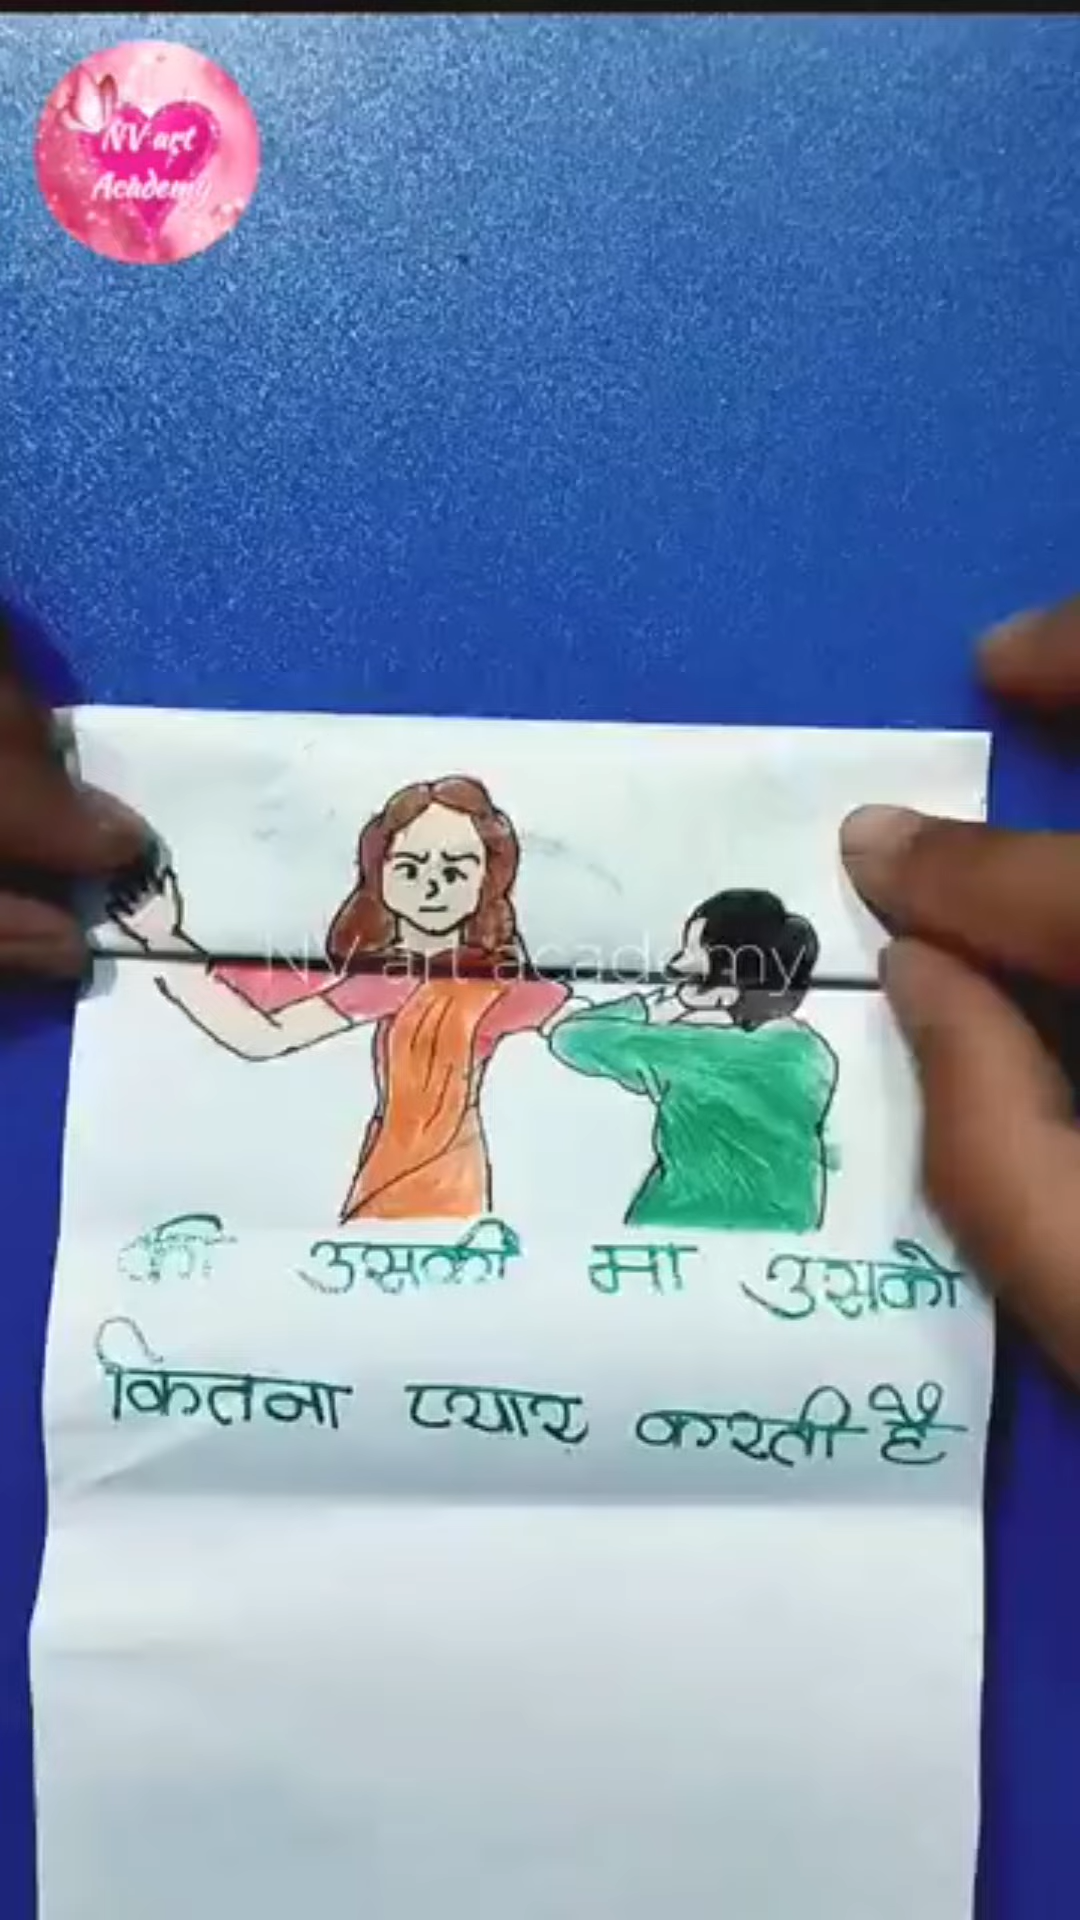 NV art
Academy
NV art academy
की उसकी मा उसको
कितना प्यार करती है